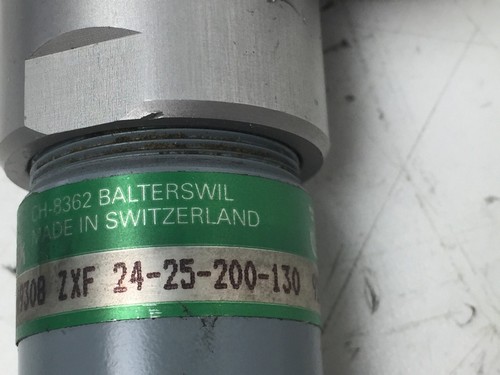 CH-8362 BALTERSWIL
MADE IN SWITZERLAND
ZXF 24-25-200-130